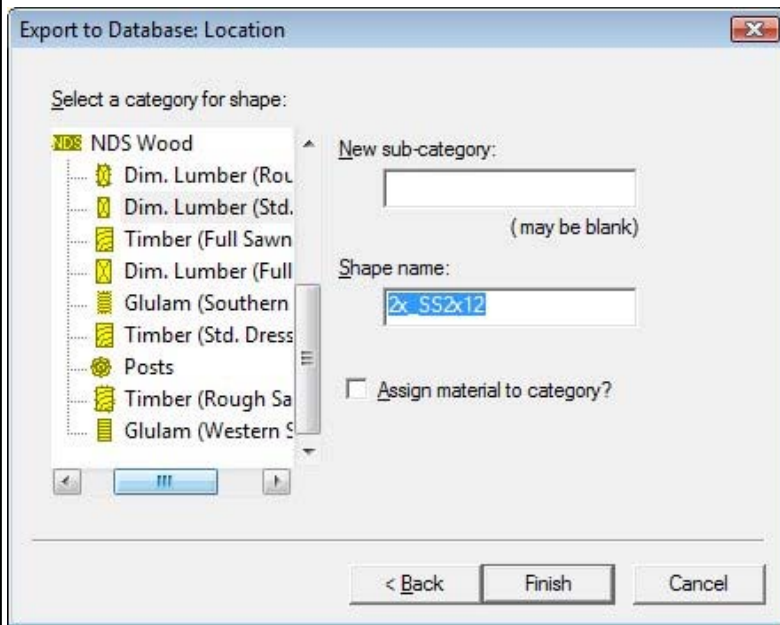 Export to Database: Location
Select a category for shape:
NDS NDS Wood
Dim. Lumber (Rou
Dim. Lumber (Std.
Timber (Full Sawn
Dim. Lumber (Full
Glulam (Southern
Timber (Std. Dress
Posts
Timber (Rough Sa
Glulam (Western S
New sub-category:
(may be blank)
Shape name:
2x_SS2x12
Assign material to category?
< Back
Finish
Cancel